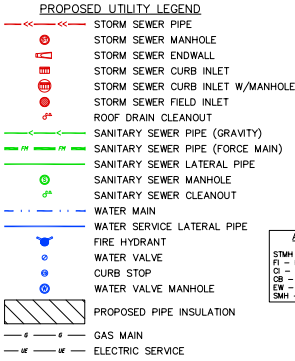 PROPOSED UTILITY LEGEND
STORM SEWER PIPE
STORM SEWER MANHOLE
STORM SEWER ENDWALL
STORM SEWER CURB INLET
STORM SEWER CURB INLET W/MANHOLE
STORM SEWER FIELD INLET
ROOF DRAIN CLEANOUT
SANITARY SEWER PIPE (GRAVITY)
FM FM SANITARY SEWER PIPE (FORCE MAIN)
SANITARY SEWER LATERAL PIPE
S SANITARY SEWER MANHOLE
SANITARY SEWER CLEANOUT
WATER MAIN
WATER SERVICE LATERAL PIPE
FIRE HYDRANT
WATER VALVE
CURB STOP
W WATER VALVE MANHOLE
PROPOSED PIPE INSULATION
G G GAS MAIN
UE UE ELECTRIC SERVICE
STMH
FI -
CI -
CB -
EW -
SMH